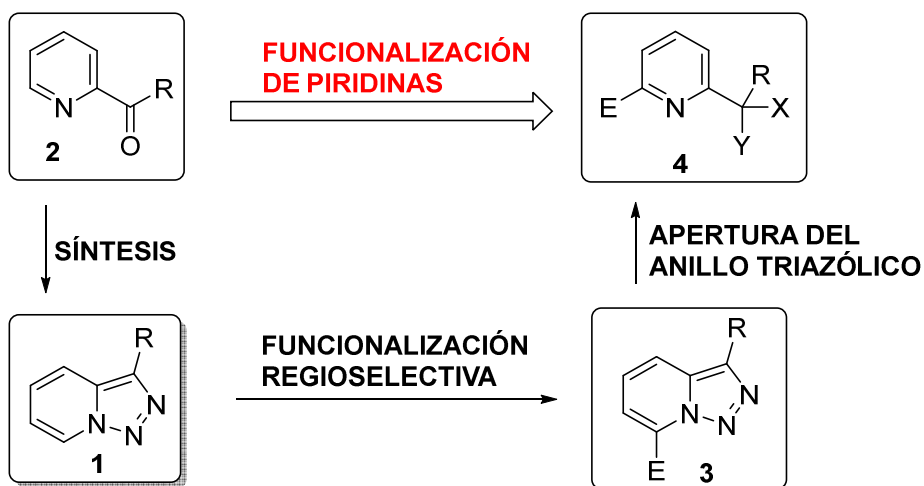 FUNCIONALIZACIÓN
DE PIRIDINAS
N
R
O
2
E
N
R
X
Y
4
SÍNTESIS
APERTURA DEL
ANILLO TRIAZÓLICO
R
N
N
N
1
FUNCIONALIZACIÓN
REGIOSELECTIVA
R
N
N
N
E
3